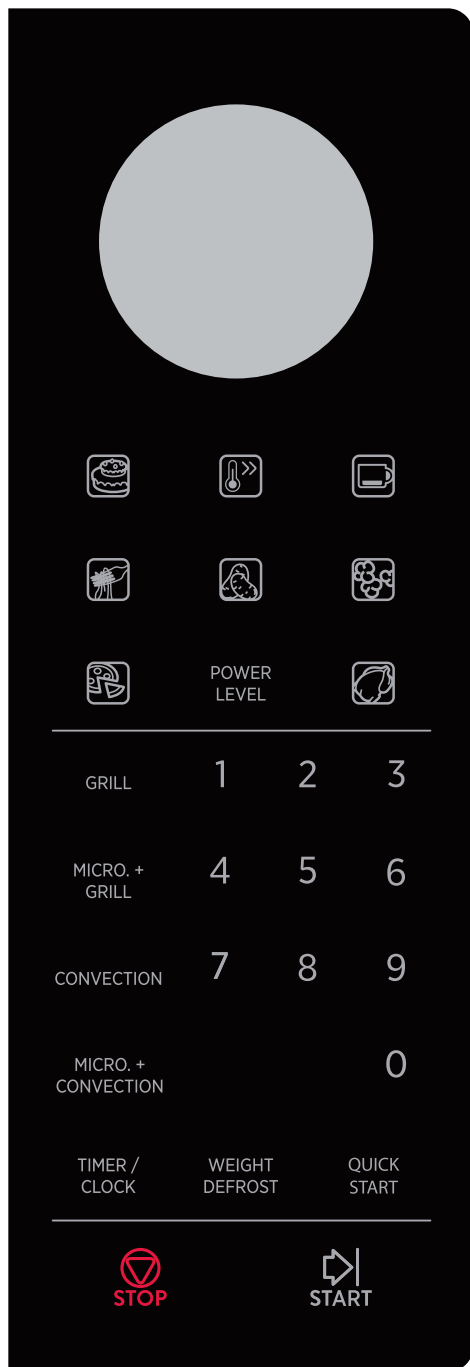 POWER
LEVEL
GRILL
1 2 3
MICRO. +
GRILL
4 5 6
CONVECTION
7 8 9
MICRO. +
CONVECTION
0
TIMER /
CLOCK
WEIGHT
DEFROST
QUICK
START
STOP
START